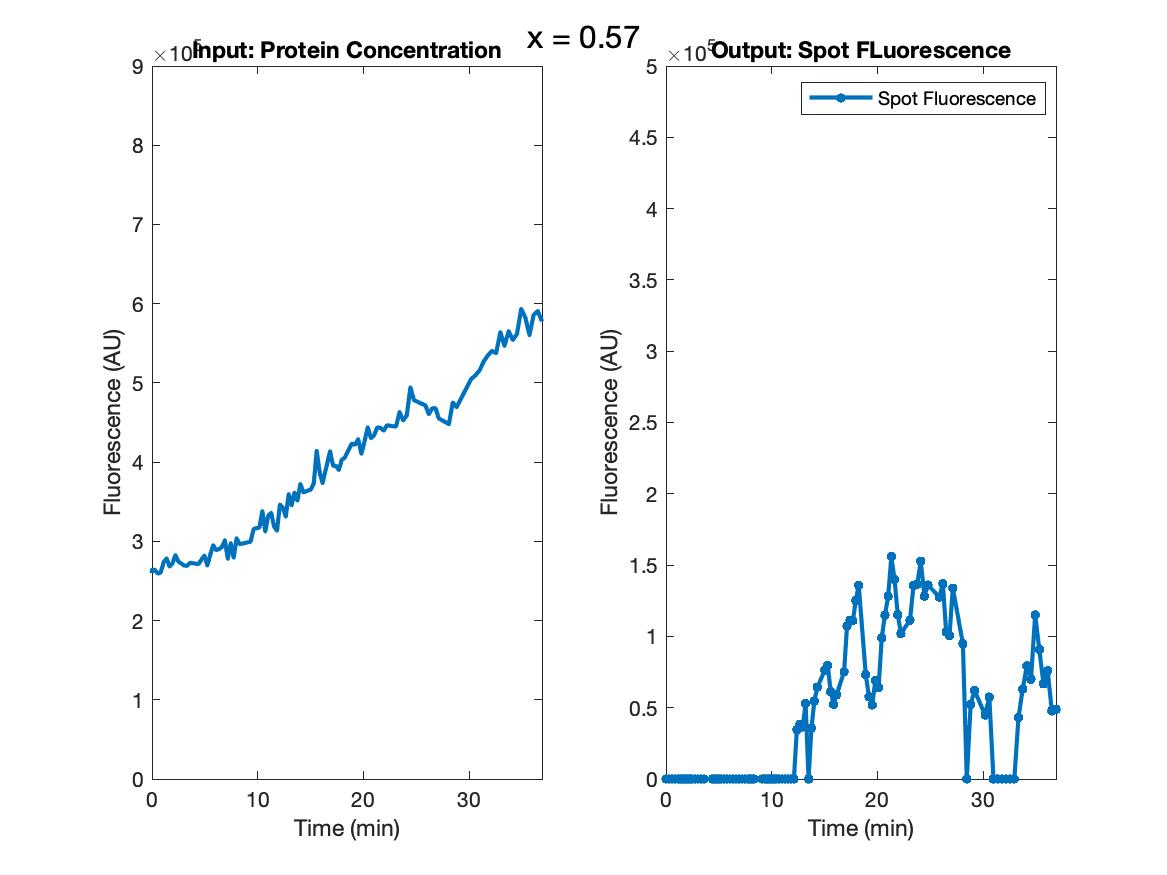 x = 0.57
×10⁵
Input: Protein Concentration
9
8
7
6
5
4
3
2
1
0
Fluorescence (AU)
0 10 20 30
Time (min)
×10⁵
Output: Spot FLuorescence
Spot Fluorescence
5
4.5
4
3.5
3
2.5
2
1.5
1
0.5
0
Fluorescence (AU)
0 10 20 30
Time (min)